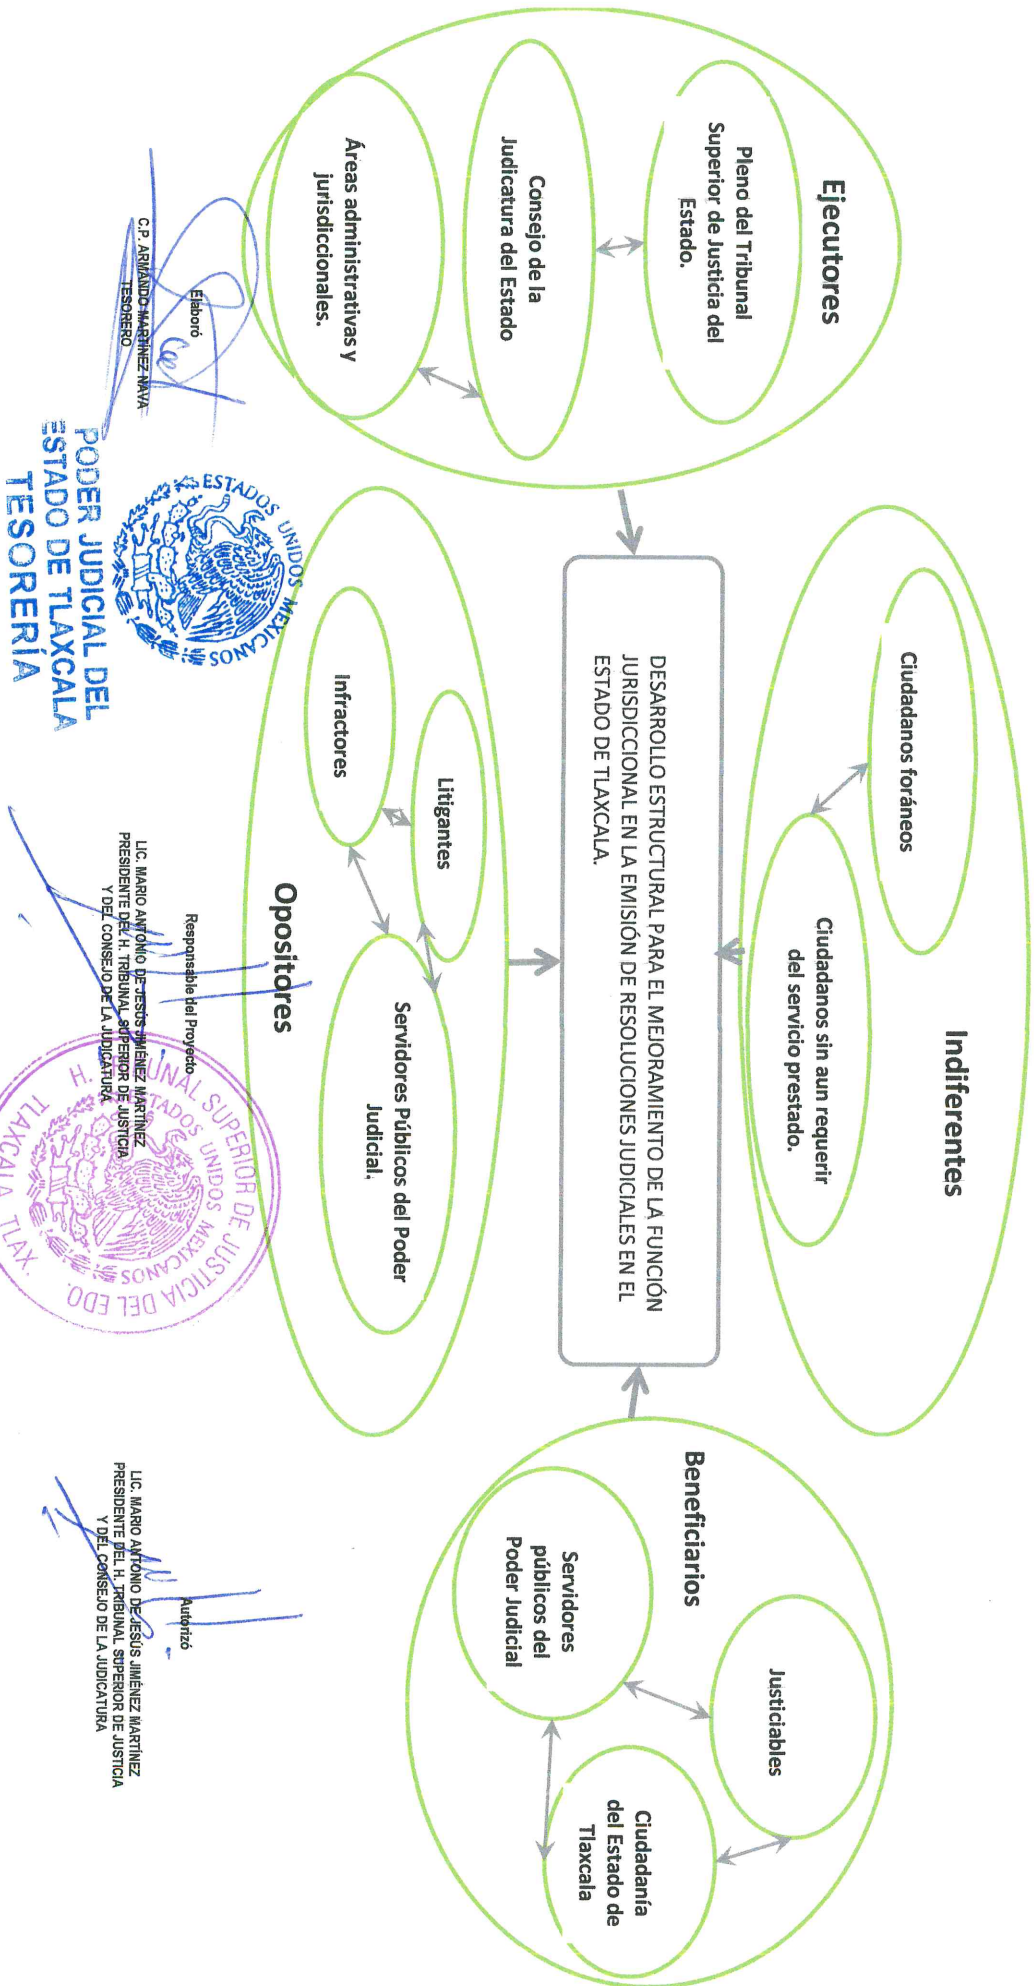 Indiferentes
Ciudadanos foráneos
Ciudadanos sin aun requerir
del servicio prestado.
Ejecutores
Pleno del Tribunal
Superior de Justicia del
Estado.
Consejo de la
Judicatura del Estado
Áreas administrativas y
jurisdiccionales.
DESARROLLO ESTRUCTURAL PARA EL MEJORAMIENTO DE LA FUNCIÓN
JURISDICCIONAL EN LA EMISIÓN DE RESOLUCIONES JUDICIALES EN EL
ESTADO DE TLAXCALA.
Beneficiarios
Justiciables
Servidores
públicos del
Poder Judicial
Ciudadanía
del Estado de
Tlaxcala
Litigantes
Infractores
Servidores Públicos del Poder
Judicial.
Opositores
Elaboró
C.P. ARMANDO MARTÍNEZ NAVA
TESORERO
ESTADOS UNIDOS MEXICANOS
PODER JUDICIAL DEL
ESTADO DE TLAXCALA
TESORERÍA
Responsable del Proyecto
LIC. MARIO ANTONIO DE JESÚS JIMÉNEZ MARTÍNEZ
PRESIDENTE DEL H. TRIBUNAL SUPERIOR DE JUSTICIA
Y DEL CONSEJO DE LA JUDICATURA
H. TRIBUNAL SUPERIOR DE JUSTICIA DEL EDO.
ESTADOS UNIDOS MEXICANOS
TLAXCALA TLAX.
Autorizó
LIC. MARIO ANTONIO DE JESÚS JIMÉNEZ MARTÍNEZ
PRESIDENTE DEL H. TRIBUNAL SUPERIOR DE JUSTICIA
Y DEL CONSEJO DE LA JUDICATURA